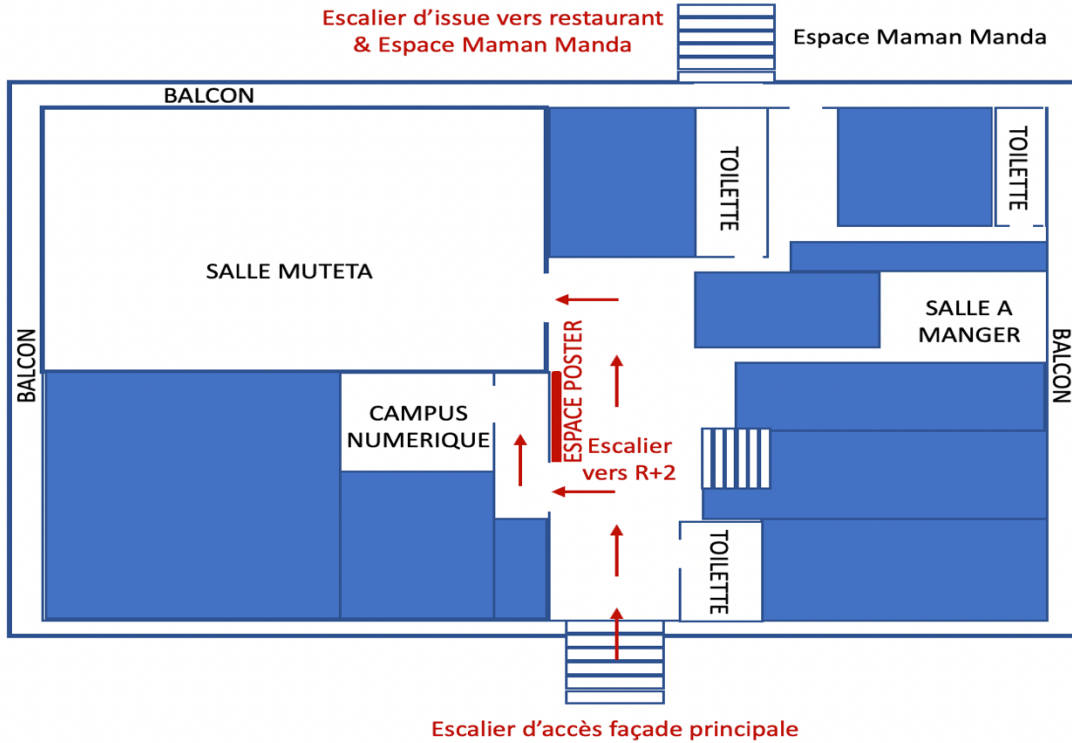 Escalier d’issue vers restaurant
& Espace Maman Manda
Espace Maman Manda
BALCON
TOILETTE
TOILETTE
SALLE MUTETA
SALLE A
MANGER
BALCON
BALCON
ESPACE POSTER
CAMPUS
NUMERIQUE
Escalier
vers R+2
TOILETTE
Escalier d’accès façade principale